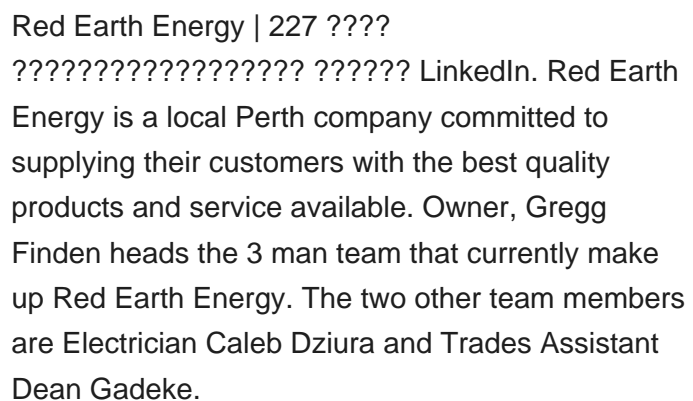 Red Earth Energy | 227 ????
?????????????????? ?????? LinkedIn. Red Earth
Energy is a local Perth company committed to
supplying their customers with the best quality
products and service available. Owner, Gregg
Finden heads the 3 man team that currently make
up Red Earth Energy. The two other team members
are Electrician Caleb Dziura and Trades Assistant
Dean Gadeke.